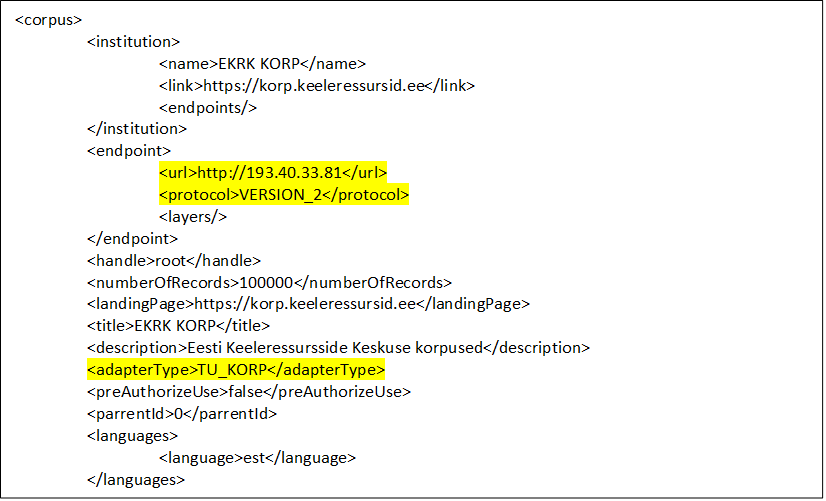 <corpus>
<institution>
<name>EKRK KORP</name>
<link>https://korp.keeleressursid.ee</link>
<endpoints/>
</institution>
<endpoint>
<url>http://193.40.33.81</url>
<protocol>VERSION_2</protocol>
<layers/>
</endpoint>
<handle>root</handle>
<numberOfRecords>100000</numberOfRecords>
<landingPage>https://korp.keeleressursid.ee</landingPage>
<title>EKRK KORP</title>
<description>Eesti Keeleressursside Keskuse korpused</description>
<adapterType>TU_KORP</adapterType>
<preAuthorizeUse>false</preAuthorizeUse>
<parrentId>0</parrentId>
<languages>
<language>est</language>
</languages>